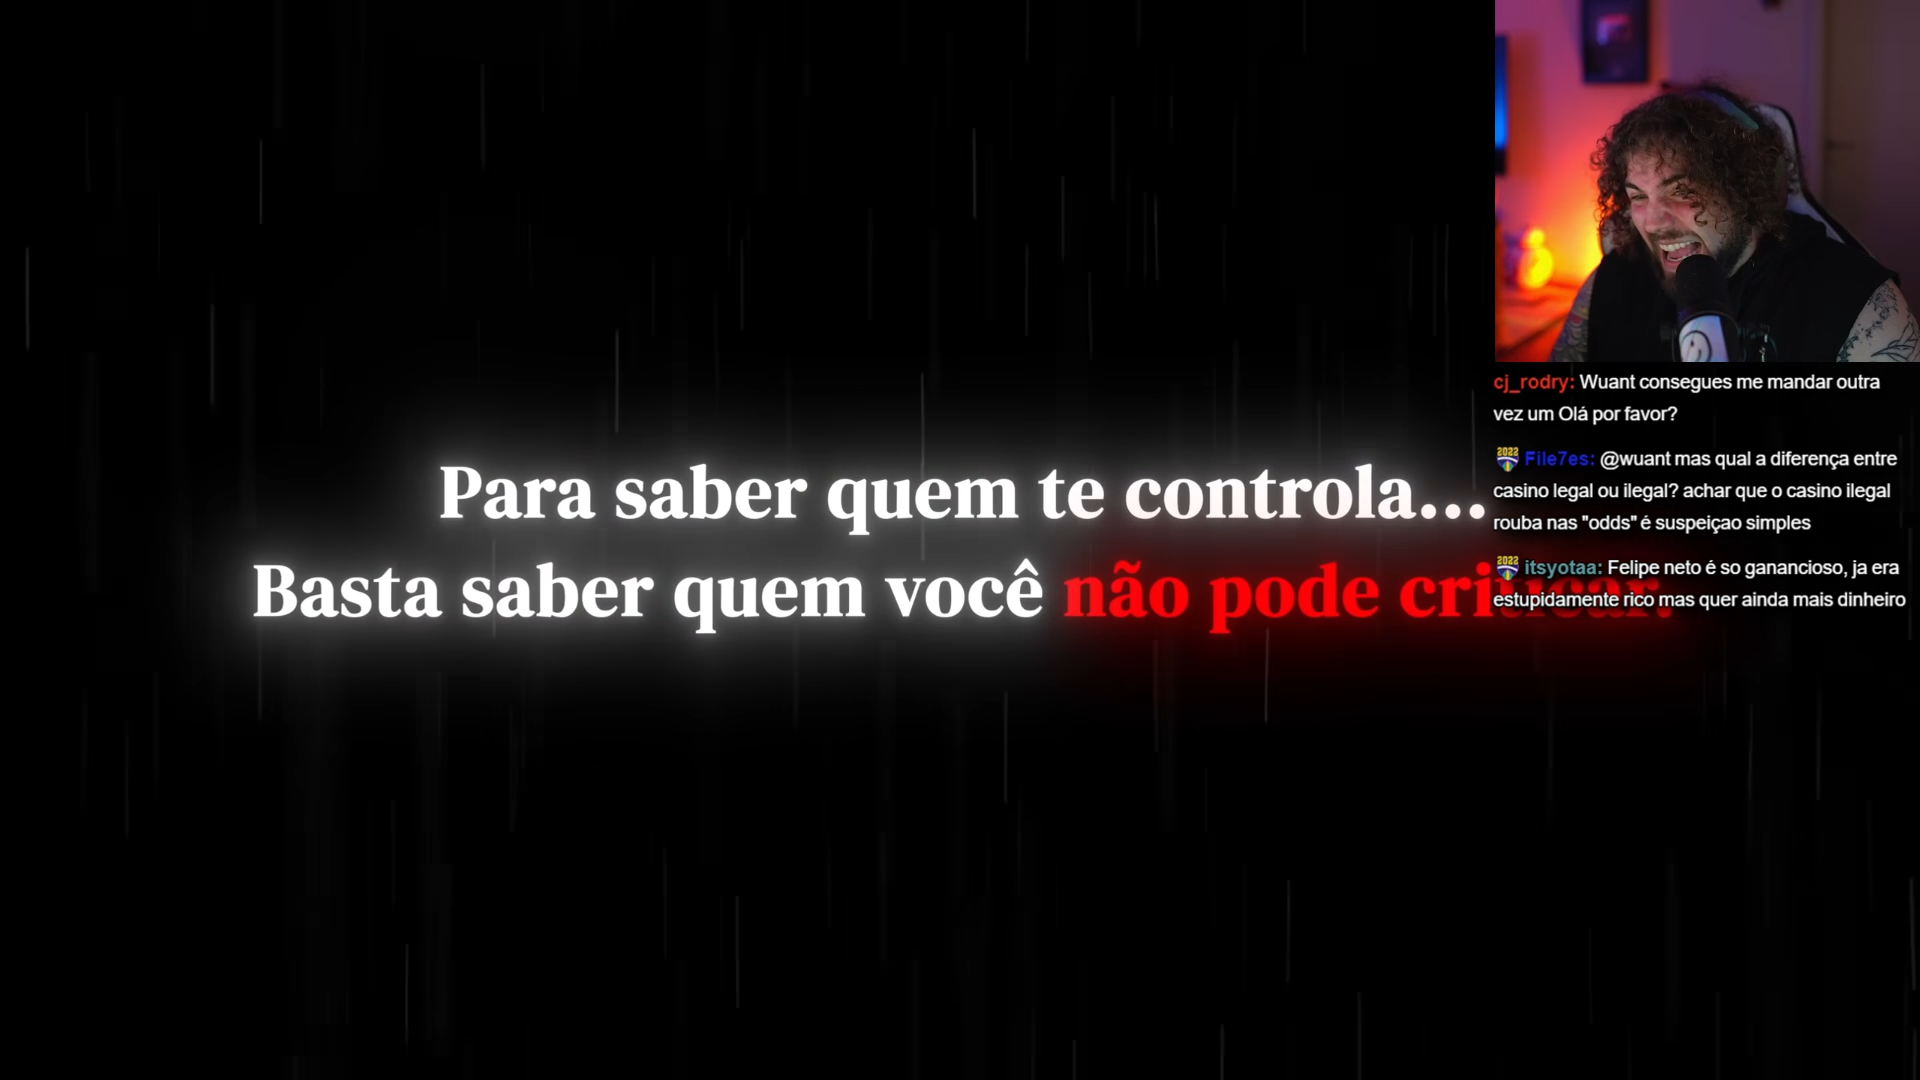 Para saber quem te controla...
Basta saber quem você não pode criticar.
cj_rodry: Wuant consegues me mandar outra
vez um Olá por favor?
2022 File7es: @wuant mas qual a diferença entre
casino legal ou ilegal? achar que o casino ilegal
rouba nas "odds" é suspeiçao simples
2022 itsyotaa: Felipe neto é so ganancioso, ja era
estupidamente rico mas quer ainda mais dinheiro